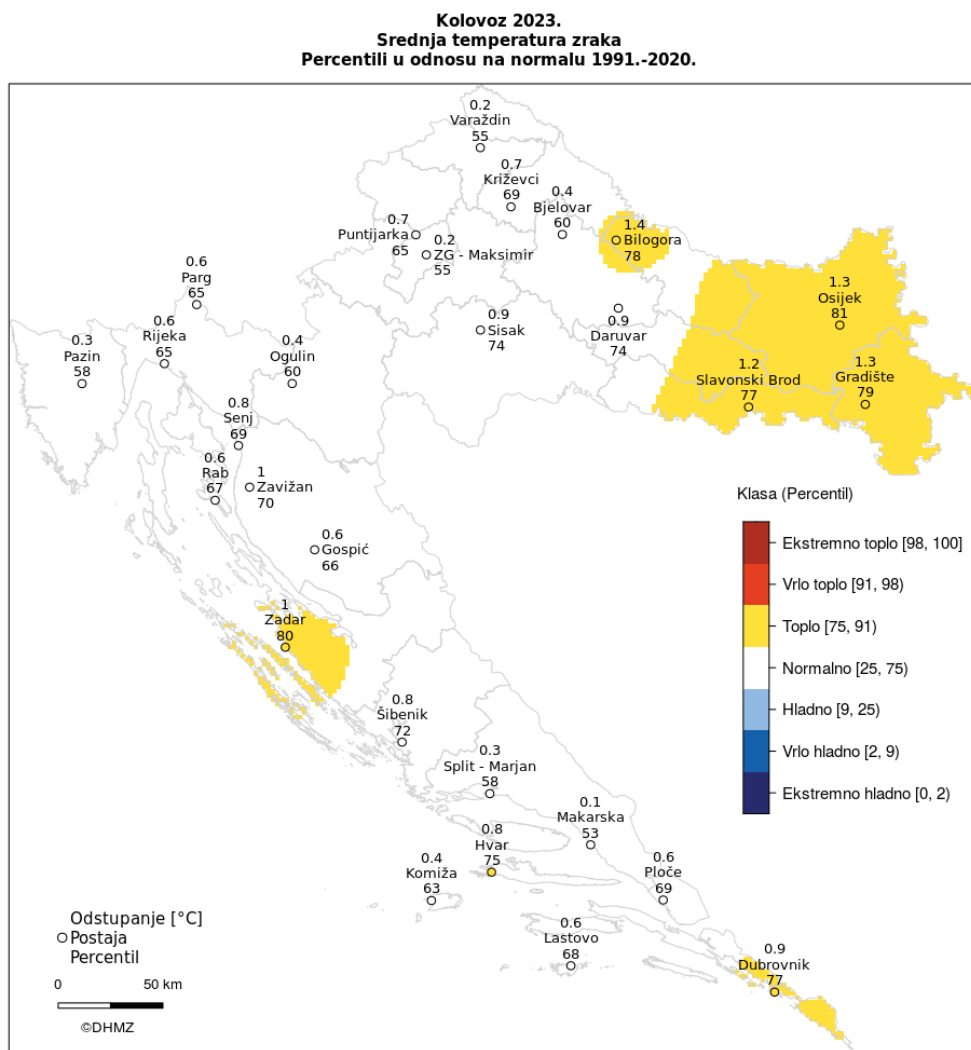 Kolovoz 2023.
Srednja temperatura zraka
Percentili u odnosu na normalu 1991.-2020.
0.2
Varaždin
55
0.7
Križevci
69
0.4
Bjelovar
60
0.7
Puntijarka
65
0.2
ZG - Maksimir
55
1.4
Bilogora
78
0.6
Parg
65
0.6
Rijeka
65
0.3
Pazin
58
0.4
Ogulin
60
0.9
Sisak
74
0.9
Daruvar
74
1.3
Osijek
81
1.2
Slavonski Brod
77
1.3
Gradište
79
0.8
Senj
69
0.6
Rab
67
1
Zavižan
70
0.6
Gospić
66
1
Zadar
80
0.8
Šibenik
72
0.3
Split - Marjan
58
0.1
Makarska
53
0.8
Hvar
75
0.4
Komiža
63
0.6
Ploče
69
0.6
Lastovo
68
0.9
Dubrovnik
77
Klasa (Percentil)
Ekstremno toplo [98, 100]
Vrlo toplo [91, 98)
Toplo [75, 91)
Normalno [25, 75)
Hladno [9, 25)
Vrlo hladno [2, 9)
Ekstremno hladno [0, 2)
Odstupanje [°C]
Postaja
Percentil
0 50 km
©DHMZ